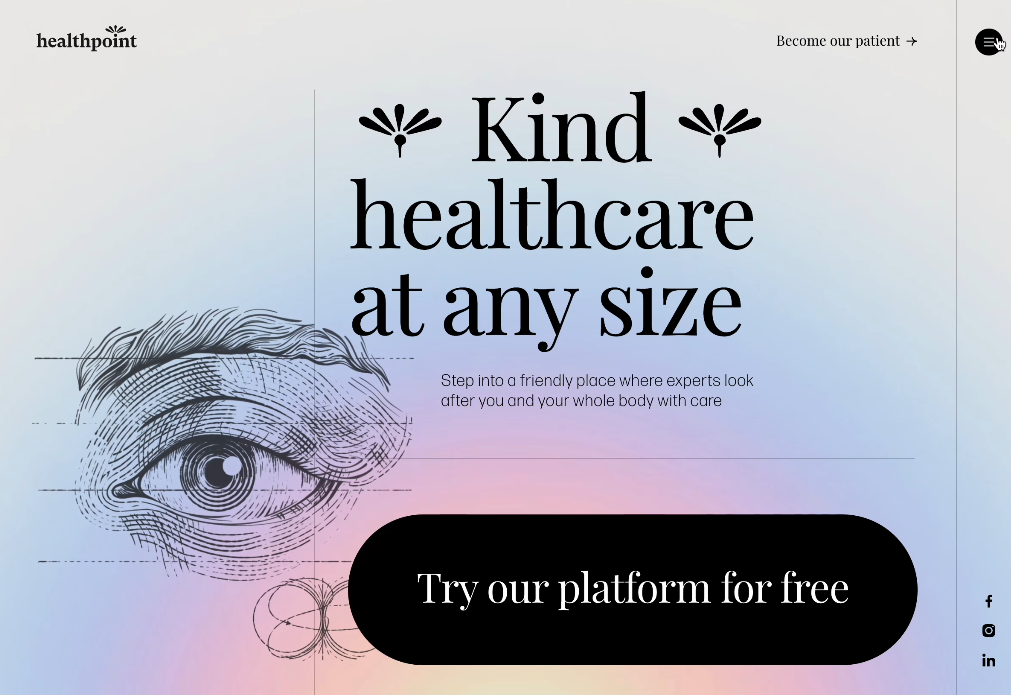 healthpoint
Become our patient →
Kind
healthcare
at any size
Step into a friendly place where experts look
after you and your whole body with care
Try our platform for free